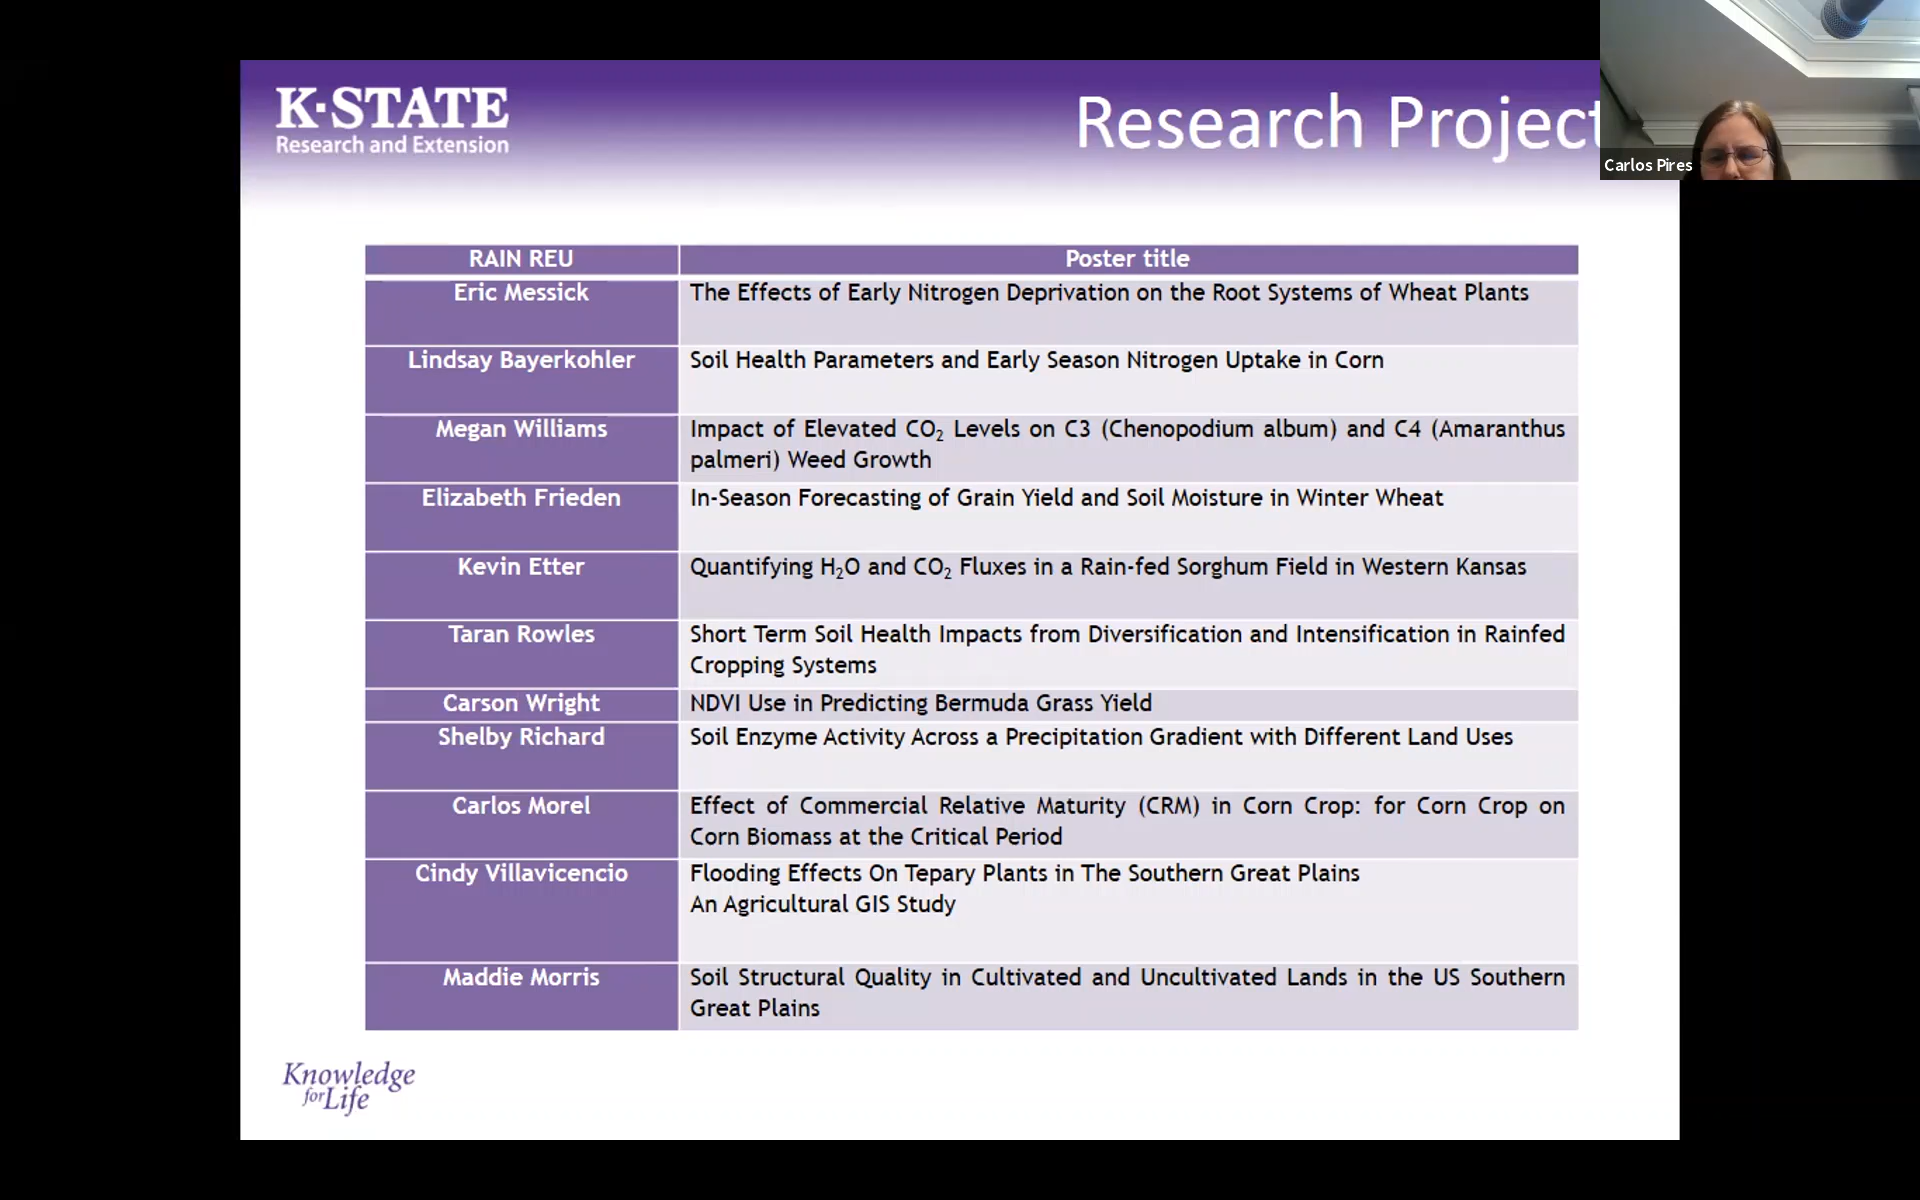 K·STATE
Research and Extension
Research Project
Carlos Pires
RAIN REU
Poster title
Eric Messick
The Effects of Early Nitrogen Deprivation on the Root Systems of Wheat Plants
Lindsay Bayerkohler
Soil Health Parameters and Early Season Nitrogen Uptake in Corn
Megan Williams
Impact of Elevated CO₂ Levels on C3 (Chenopodium album) and C4 (Amaranthus
palmeri) Weed Growth
Elizabeth Frieden
In-Season Forecasting of Grain Yield and Soil Moisture in Winter Wheat
Kevin Etter
Quantifying H₂O and CO₂ Fluxes in a Rain-fed Sorghum Field in Western Kansas
Taran Rowles
Short Term Soil Health Impacts from Diversification and Intensification in Rainfed
Cropping Systems
Carson Wright
NDVI Use in Predicting Bermuda Grass Yield
Shelby Richard
Soil Enzyme Activity Across a Precipitation Gradient with Different Land Uses
Carlos Morel
Effect of Commercial Relative Maturity (CRM) in Corn Crop: for Corn Crop on
Corn Biomass at the Critical Period
Cindy Villavicencio
Flooding Effects On Tepary Plants in The Southern Great Plains
An Agricultural GIS Study
Maddie Morris
Soil Structural Quality in Cultivated and Uncultivated Lands in the US Southern
Great Plains
Knowledge
for Life